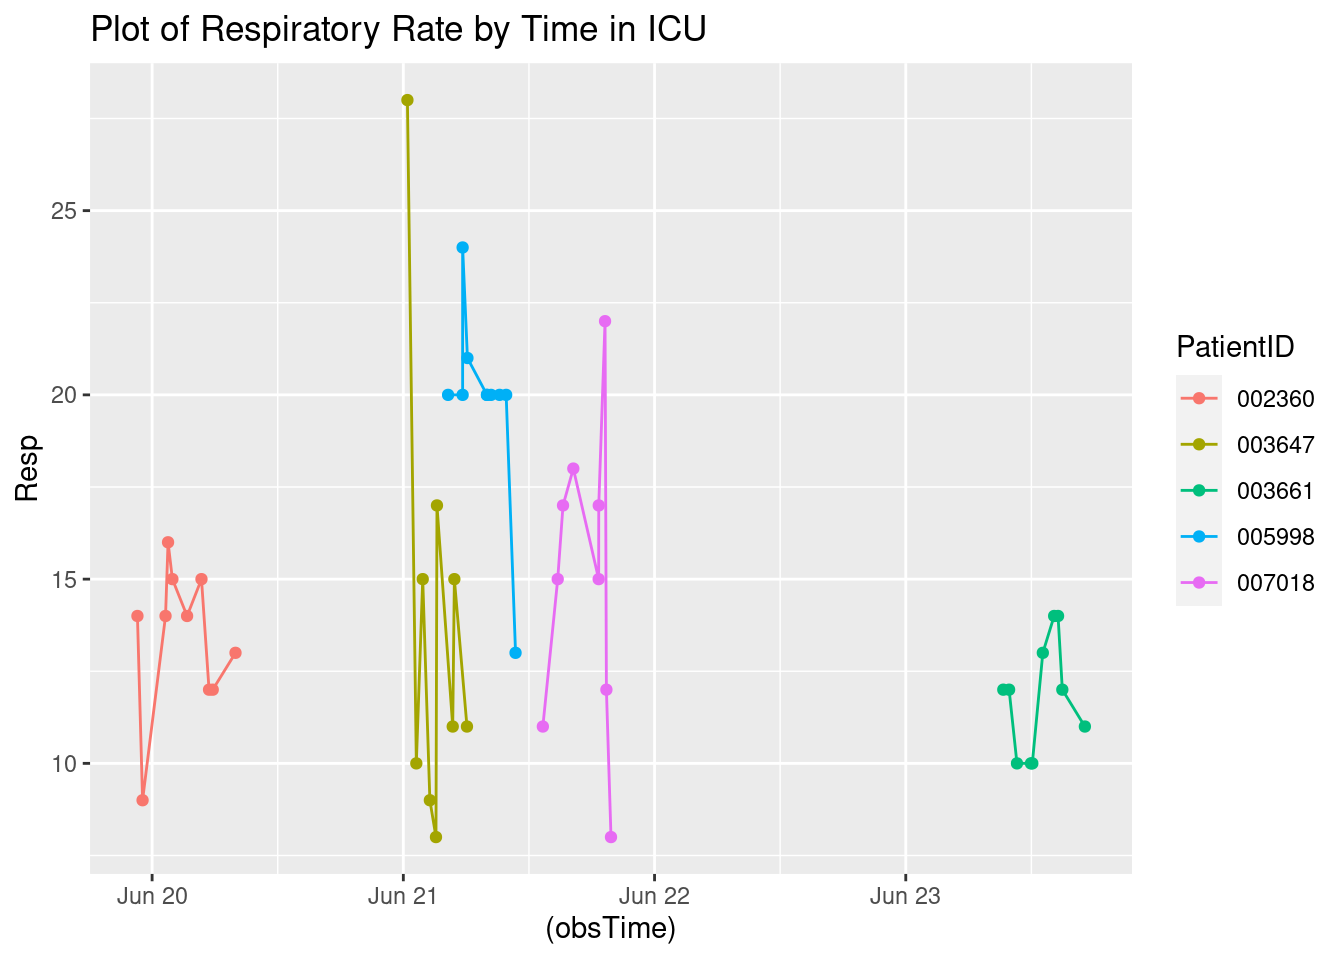 Plot of Respiratory Rate by Time in ICU
25
20
15
10
Resp
Jun 20
Jun 21
Jun 22
Jun 23
(obsTime)
PatientID
002360
003647
003661
005998
007018